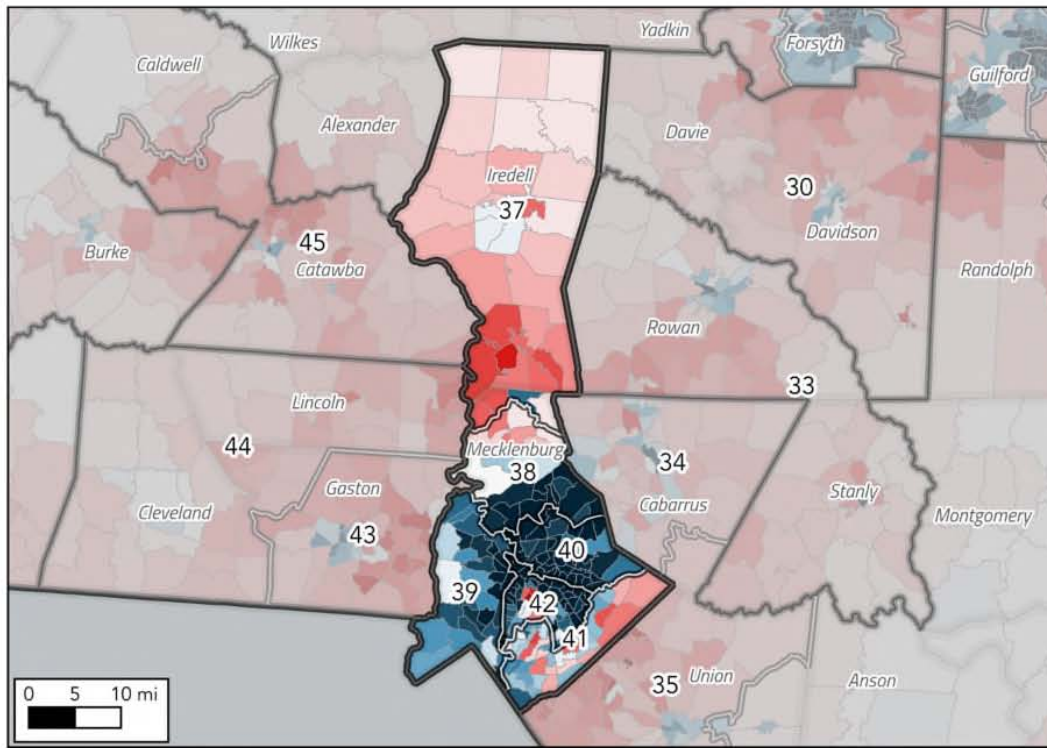 Wilkes
Yadkin
Forsyth
Caldwell
Guilford
Alexander
Davie
Iredell
30
37
Davidson
45
Burke
Catawba
Randolph
Rowan
33
Lincoln
44
Mecklenburg
38
34
Gaston
Stanly
Cabarrus
Cleveland
Montgomery
43
40
39
42
41
35
Union
Anson
0 5 10 mi